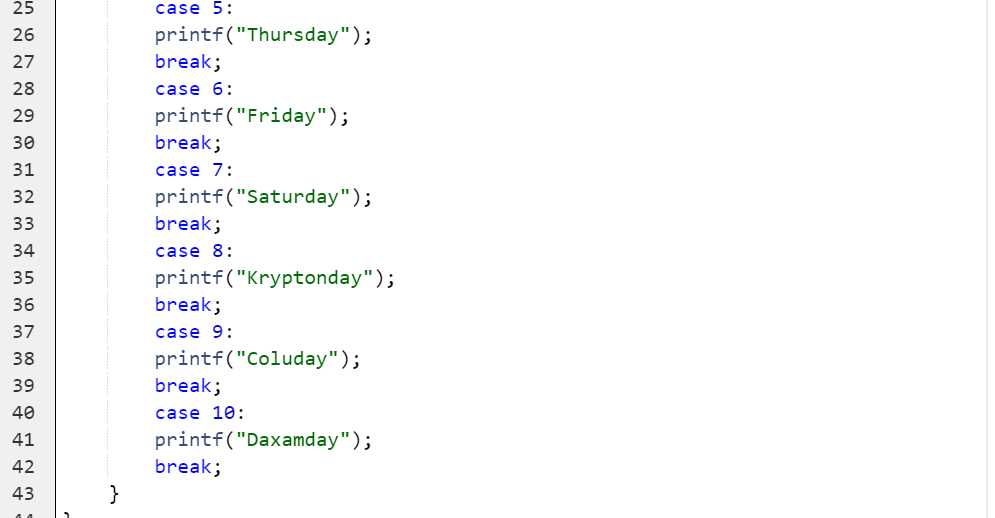 25 case 5:
26 printf("Thursday");
27 break;
28 case 6:
29 printf("Friday");
30 break;
31 case 7:
32 printf("Saturday");
33 break;
34 case 8:
35 printf("Kryptonday");
36 break;
37 case 9:
38 printf("Coluday");
39 break;
40 case 10:
41 printf("Daxamday");
42 break;
43 }
44 }